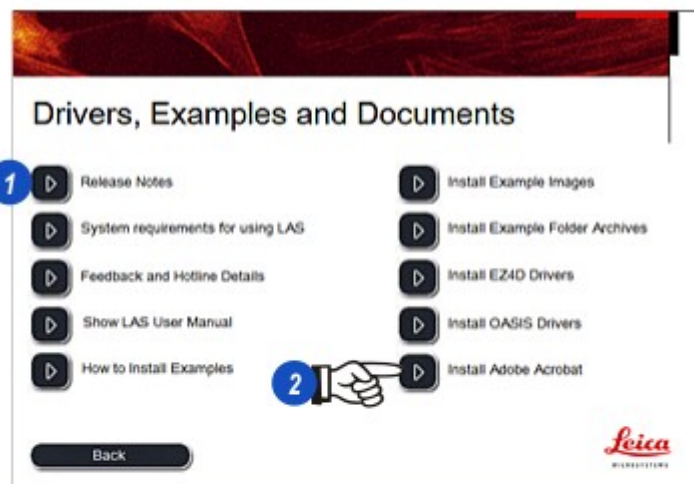 Drivers, Examples and Documents
1
Release Notes
System requirements for using LAS
Feedback and Hotline Details
Show LAS User Manual
How to Install Examples
Install Example Images
Install Example Folder Archives
Install EZ4D Drivers
Install OASIS Drivers
2
Install Adobe Acrobat
Back
Leica
MICROSYSTEMS